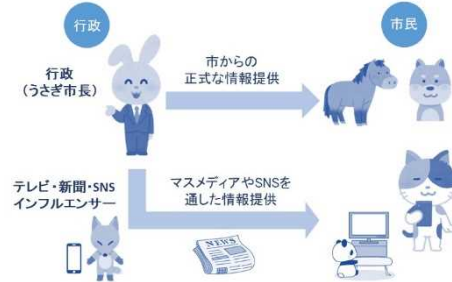 行政
市民
行政
(うさぎ市長)
市からの
正式な情報提供
テレビ・新聞・SNS
インフルエンサー
マスメディアやSNSを
通した情報提供
NEWS